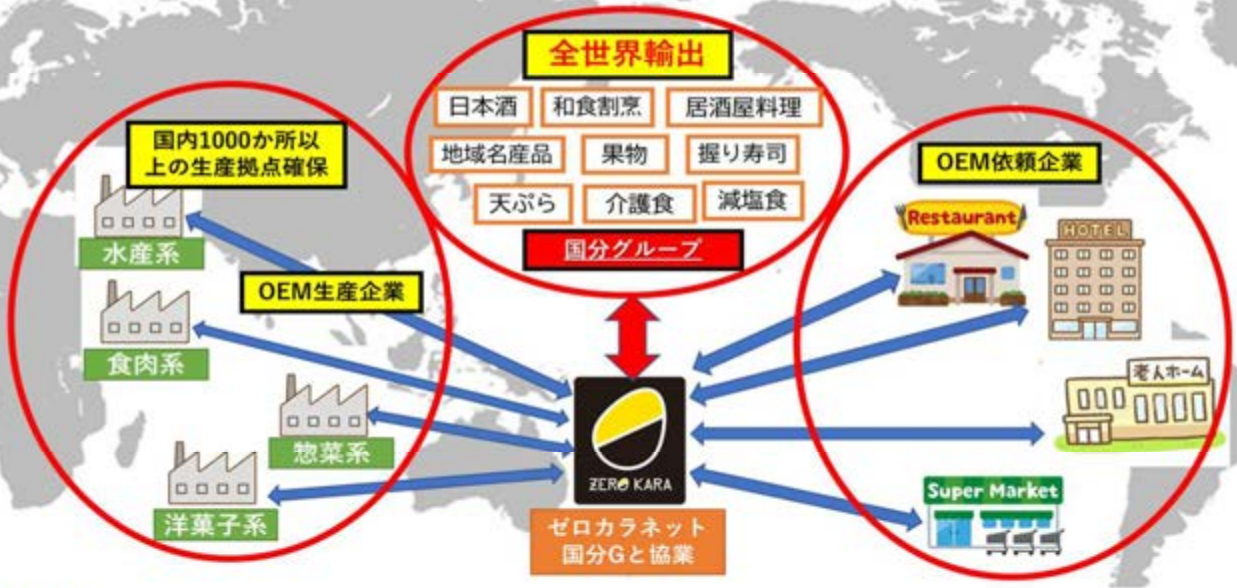 全世界輸出
日本酒
和食割烹
居酒屋料理
地域名産品
果物
握り寿司
天ぷら
介護食
減塩食
国分グループ
国内1000か所以
上の生産拠点確保
水産系
OEM生産企業
食肉系
惣菜系
洋菓子系
ZERO KARA
ゼロカラネット
国分Gと協業
OEM依頼企業
Restaurant
HOTEL
老人ホーム
Super Market